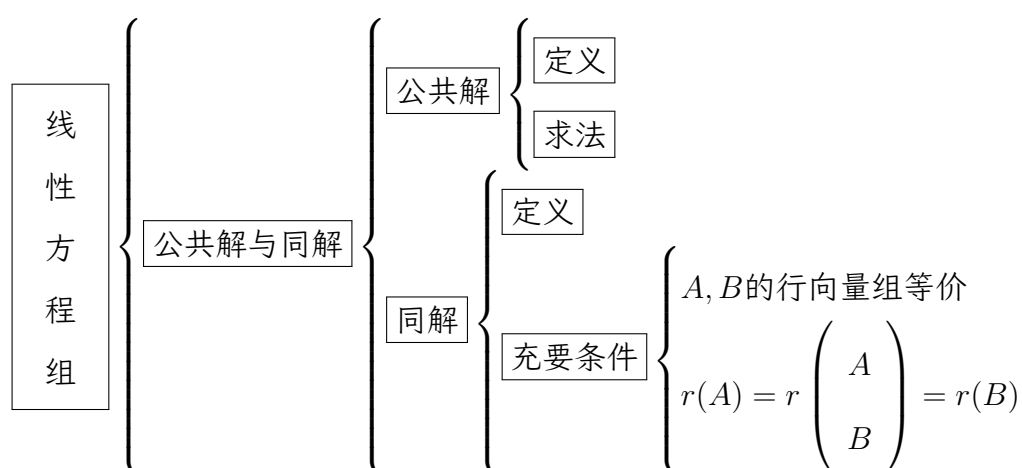 线性方程组
公共解与同解
公共解
定义
求法
同解
定义
充要条件
A, B的行向量组等价
r(A) = r ( A B ) = r(B)